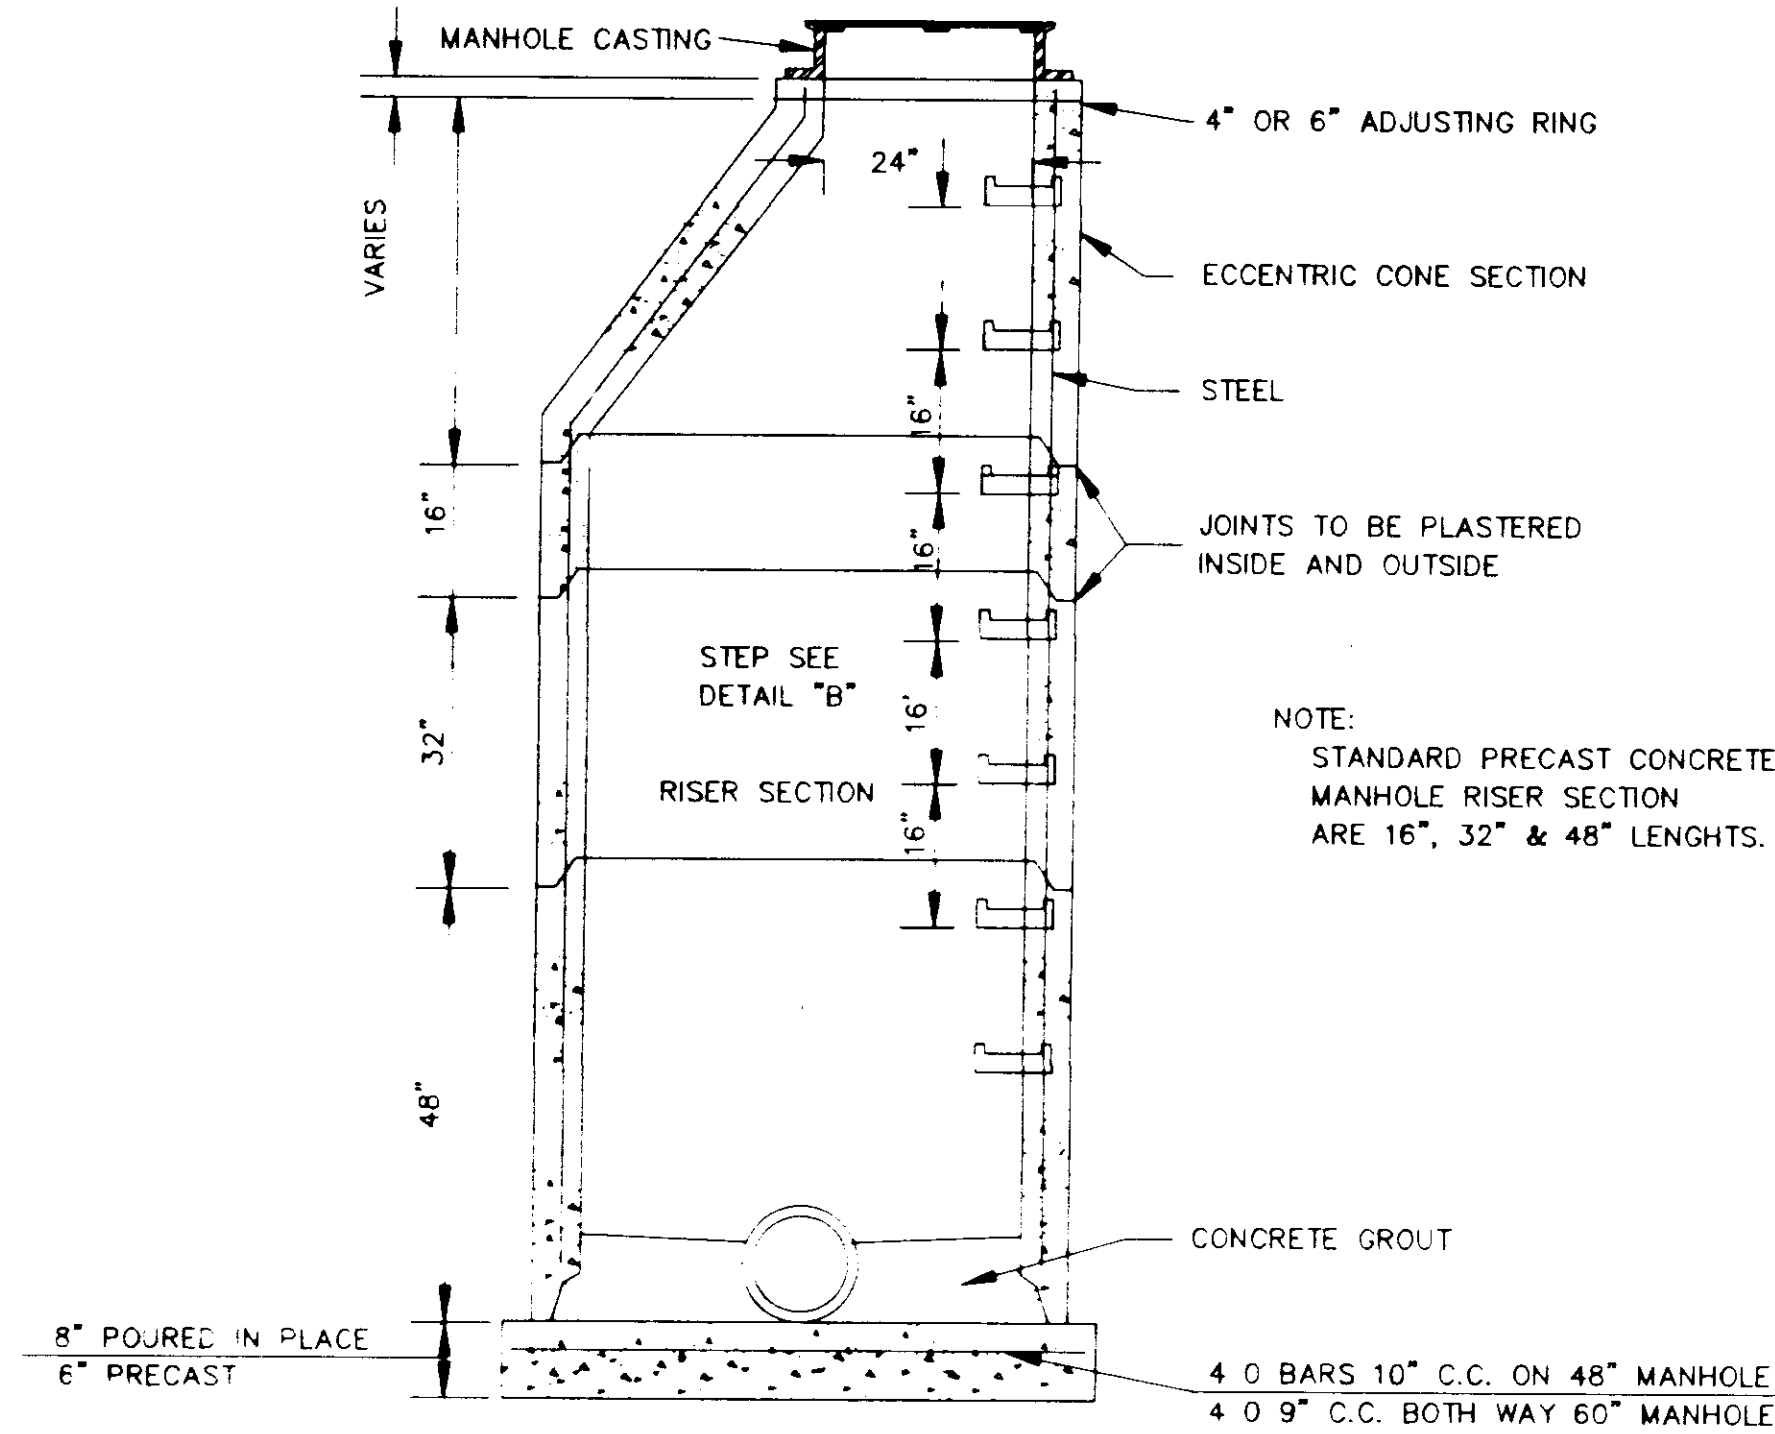 MANHOLE CASTING
4" OR 6" ADJUSTING RING
24"
VARIES
ECCENTRIC CONE SECTION
STEEL
16"
16"
16"
JOINTS TO BE PLASTERED
INSIDE AND OUTSIDE
STEP SEE
DETAIL "B"
32"
16'
NOTE:
STANDARD PRECAST CONCRETE
MANHOLE RISER SECTION
ARE 16", 32" & 48" LENGHTS.
RISER SECTION
16"
48"
CONCRETE GROUT
8" POURED IN PLACE
6" PRECAST
4 0 BARS 10" C.C. ON 48" MANHOLE
4 0 9" C.C. BOTH WAY 60" MANHOLE